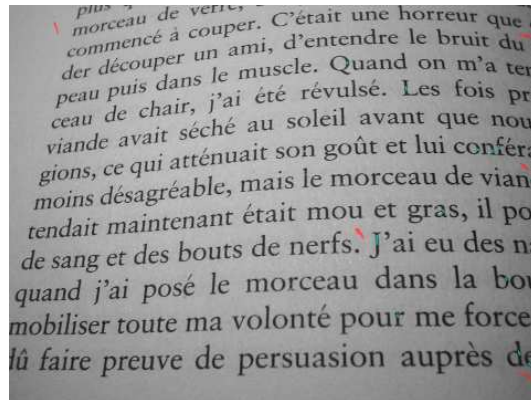 plus
morceau de verre,
commencé à couper. C'était une horreur que
der découper un ami, d'entendre le bruit du
peau puis dans le muscle. Quand on m'a ten
ceau de chair, j'ai été révulsé. Les fois pr
viande avait séché au soleil avant que nou
gions, ce qui atténuait son goût et lui conféra
moins désagréable, mais le morceau de vian
tendait maintenant était mou et gras, il po
de sang et des bouts de nerfs. J'ai eu des n
quand j'ai posé le morceau dans la bou
mobiliser toute ma volonté pour me force
dû faire preuve de persuasion auprès de